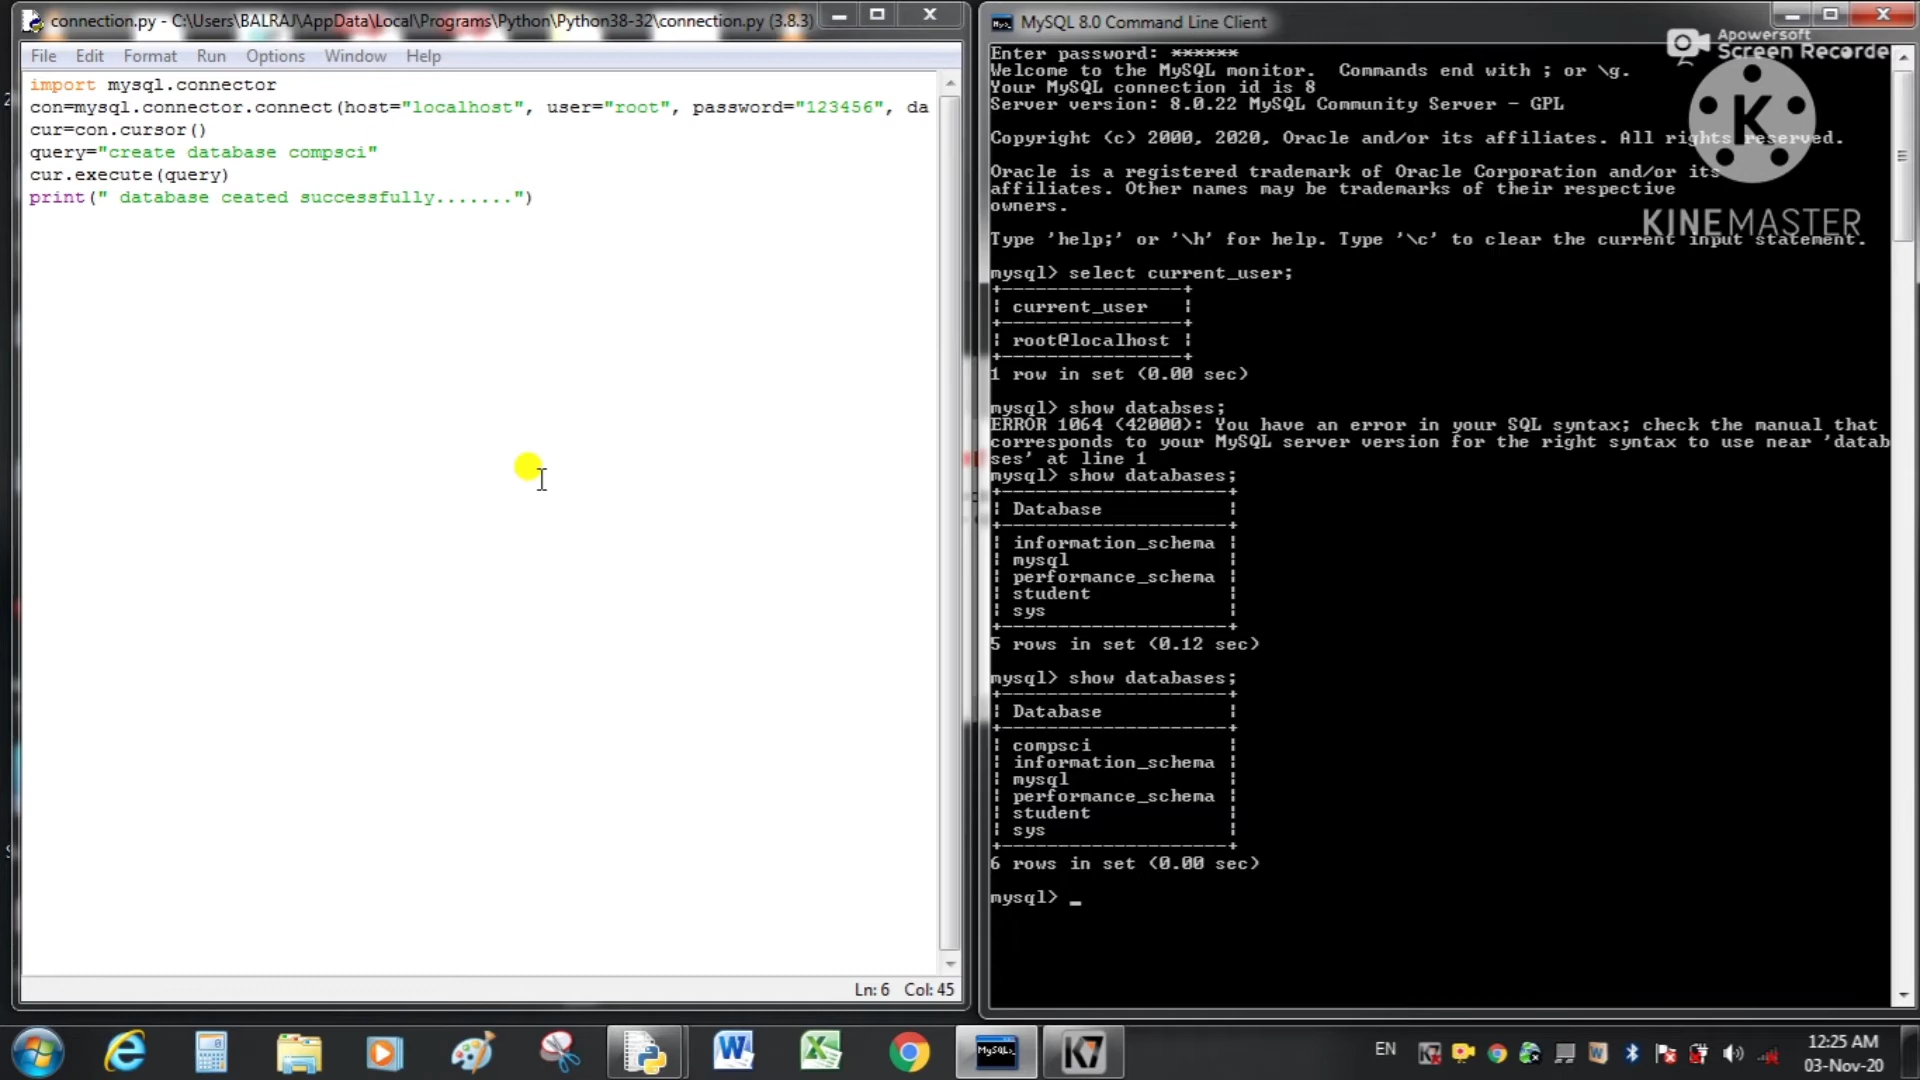 connection.py - C:\Users\BALRAJ\AppData\Local\Programs\Python\Python38-32\connection.py (3.8.3)
File Edit Format Run Options Window Help
import mysql.connector
con=mysql.connector.connect(host="localhost", user="root", password="123456", da
cur=con.cursor()
query="create database compsci"
cur.execute(query)
print(" database ceated successfully.......")
Ln: 6 Col: 45
MySQL 8.0 Command Line Client
Apowersoft
Screen Recorder
K
KINEMASTER
Enter password: ******
Welcome to the MySQL monitor.  Commands end with ; or \g.
Your MySQL connection id is 8
Server version: 8.0.22 MySQL Community Server - GPL
Copyright (c) 2000, 2020, Oracle and/or its affiliates. All rights reserved.
Oracle is a registered trademark of Oracle Corporation and/or its
affiliates. Other names may be trademarks of their respective
owners.
Type 'help;' or '\h' for help. Type '\c' to clear the current input statement.
mysql> select current_user;
+----------------+
| current_user   |
+----------------+
| root@localhost |
+----------------+
1 row in set (0.00 sec)
mysql> show databses;
ERROR 1064 (42000): You have an error in your SQL syntax; check the manual that
corresponds to your MySQL server version for the right syntax to use near 'datab
ses' at line 1
mysql> show databases;
+--------------------+
| Database           |
+--------------------+
| information_schema |
| mysql              |
| performance_schema |
| student            |
| sys                |
+--------------------+
5 rows in set (0.12 sec)
mysql> show databases;
+--------------------+
| Database           |
+--------------------+
| compsci            |
| information_schema |
| mysql              |
| performance_schema |
| student            |
| sys                |
+--------------------+
6 rows in set (0.00 sec)
mysql> _
EN
12:25 AM
03-Nov-20